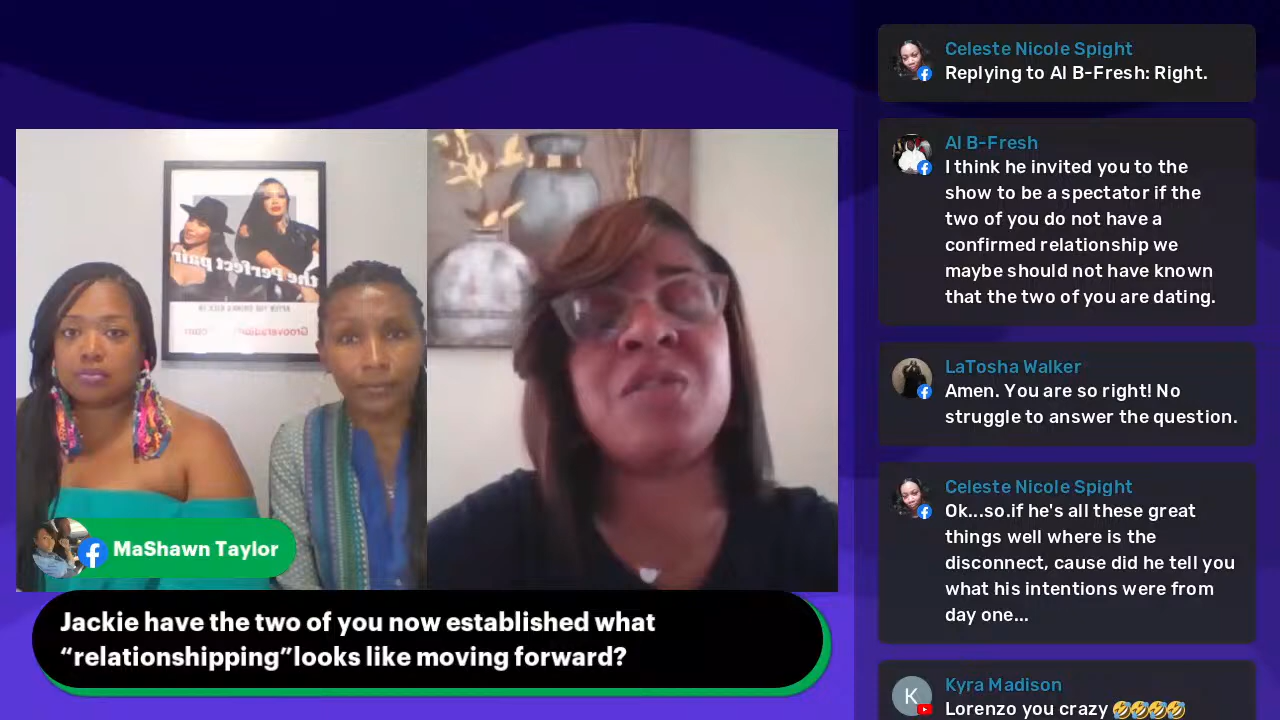 the Perfect pair
MaShawn Taylor
Jackie have the two of you now established what
“relationshipping”looks like moving forward?
Celeste Nicole Spight
Replying to Al B-Fresh: Right.
Al B-Fresh
I think he invited you to the
show to be a spectator if the
two of you do not have a
confirmed relationship we
maybe should not have known
that the two of you are dating.
LaTosha Walker
Amen. You are so right! No
struggle to answer the question.
Celeste Nicole Spight
Ok...so.if he's all these great
things well where is the
disconnect, cause did he tell you
what his intentions were from
day one...
K
Kyra Madison
Lorenzo you crazy 🤣🤣🤣🤣